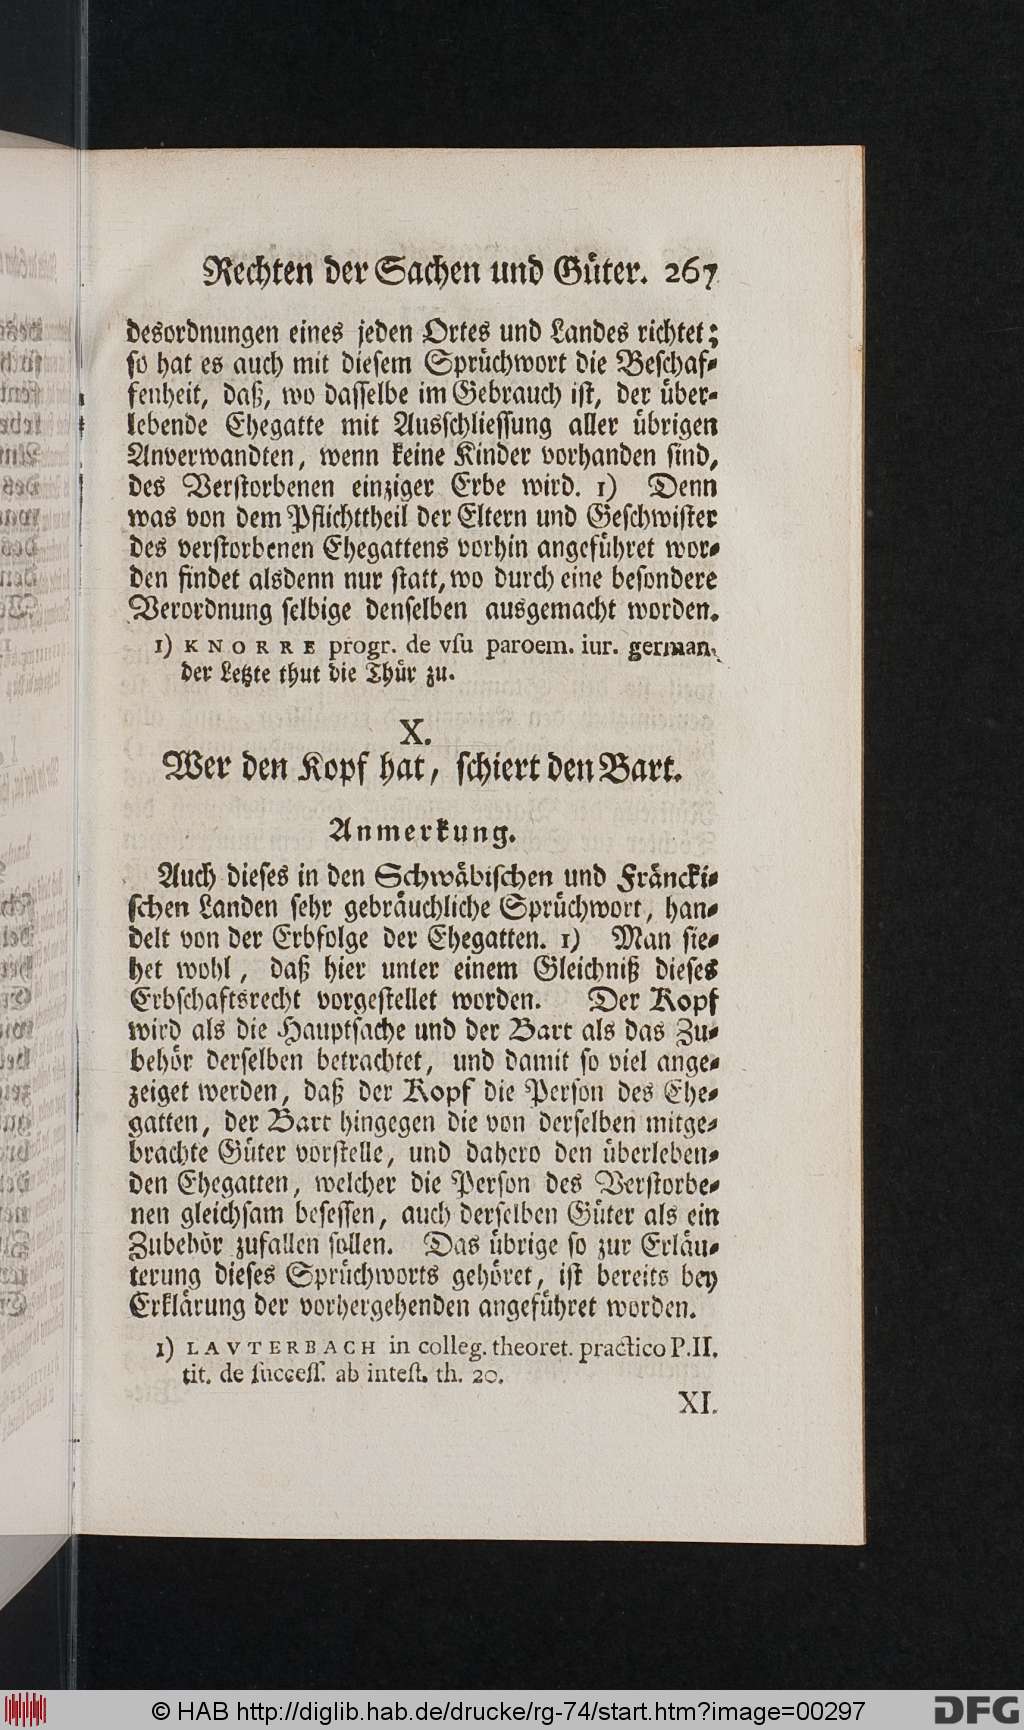 Rechten der Sachen und Güter. 267
desordnungen eines jeden Ortes und Landes richtet;
so hat es auch mit diesem Sprüchwort die Beschaf-
fenheit, daß, wo dasselbe im Gebrauch ist, der über-
lebende Ehegatte mit Ausschliessung aller übrigen
Anverwandten, wenn keine Kinder vorhanden sind,
des Verstorbenen einziger Erbe wird. 1) Denn
was von dem Pflichttheil der Eltern und Geschwister
des verstorbenen Ehegattens vorhin angeführet wor-
den findet alsdenn nur statt, wo durch eine besondere
Verordnung selbige denselben ausgemacht worden.
1) KNORRE progr. de vsu paroem. iur. german.
der Letzte thut die Thür zu.
X.
Wer den Kopf hat, schiert den Bart.
Anmerkung.
Auch dieses in den Schwäbischen und Fräncki-
schen Landen sehr gebräuchliche Sprüchwort, han-
delt von der Erbfolge der Ehegatten. 1) Man sie-
het wohl, daß hier unter einem Gleichniß dieses
Erbschaftsrecht vorgestellet worden. Der Kopf
wird als die Hauptsache und der Bart als das Zu-
behör derselben betrachtet, und damit so viel ange-
zeiget werden, daß der Kopf die Person des Ehe-
gatten, der Bart hingegen die von derselben mitge-
brachte Güter vorstelle, und dahero den überleben-
den Ehegatten, welcher die Person des Verstorbe-
nen gleichsam besessen, auch derselben Güter als ein
Zubehör zufallen sollen. Das übrige so zur Erläu-
terung dieses Sprüchworts gehöret, ist bereits bey
Erklärung der vorhergehenden angeführet worden.
1) LAVTERBACH in colleg. theoret. practico P. II.
tit. de success. ab intest. th. 20.
XI.
© HAB http://diglib.hab.de/drucke/rg-74/start.htm?image=00297
DFG